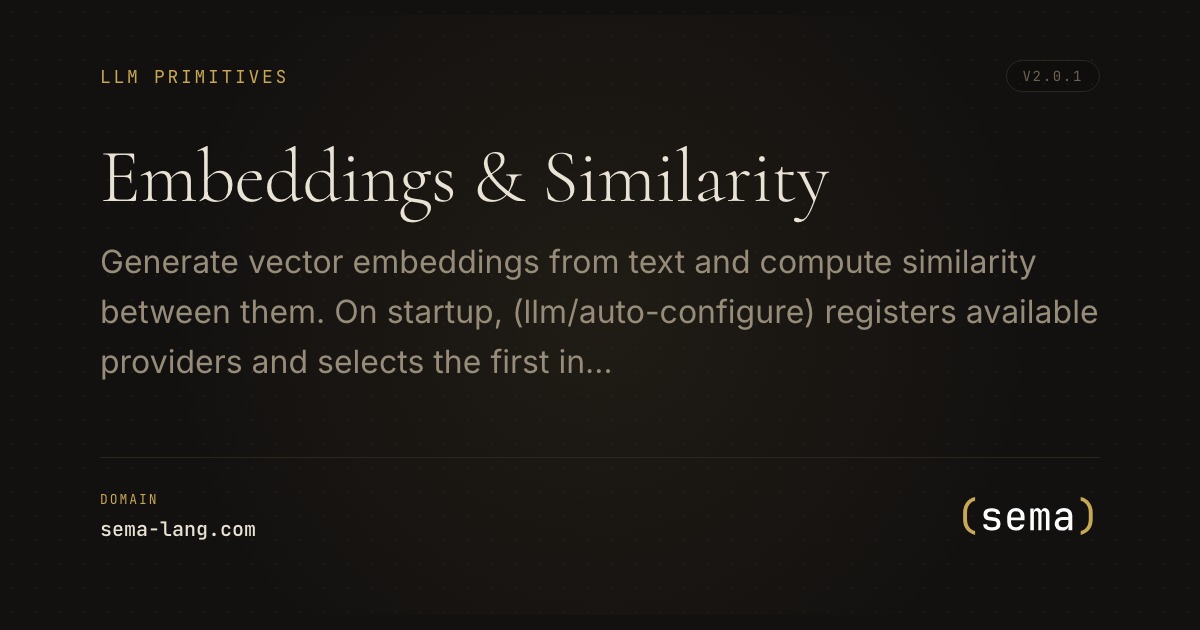 LLM PRIMITIVES
V2.0.1
Embeddings & Similarity
Generate vector embeddings from text and compute similarity
between them. On startup, (llm/auto-configure) registers available
providers and selects the first in...
DOMAIN
sema-lang.com
(sema)